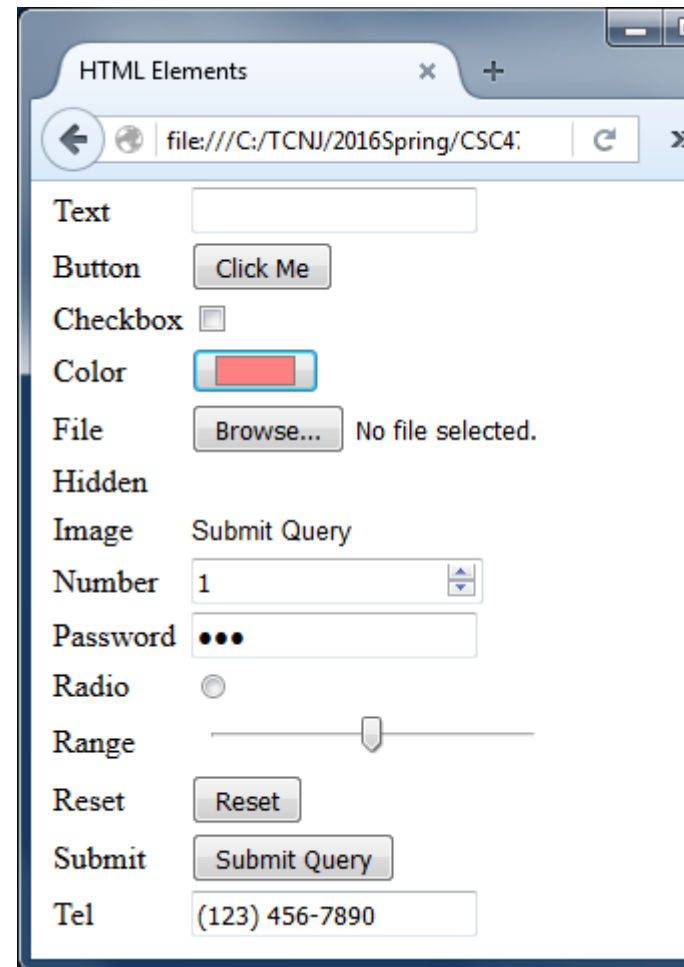 HTML Elements
file:///C:/TCNJ/2016Spring/CSC47
Text
Button Click Me
Checkbox
Color
File Browse... No file selected.
Hidden
Image Submit Query
Number 1
Password ●●●
Radio
Range
Reset Reset
Submit Submit Query
Tel (123) 456-7890